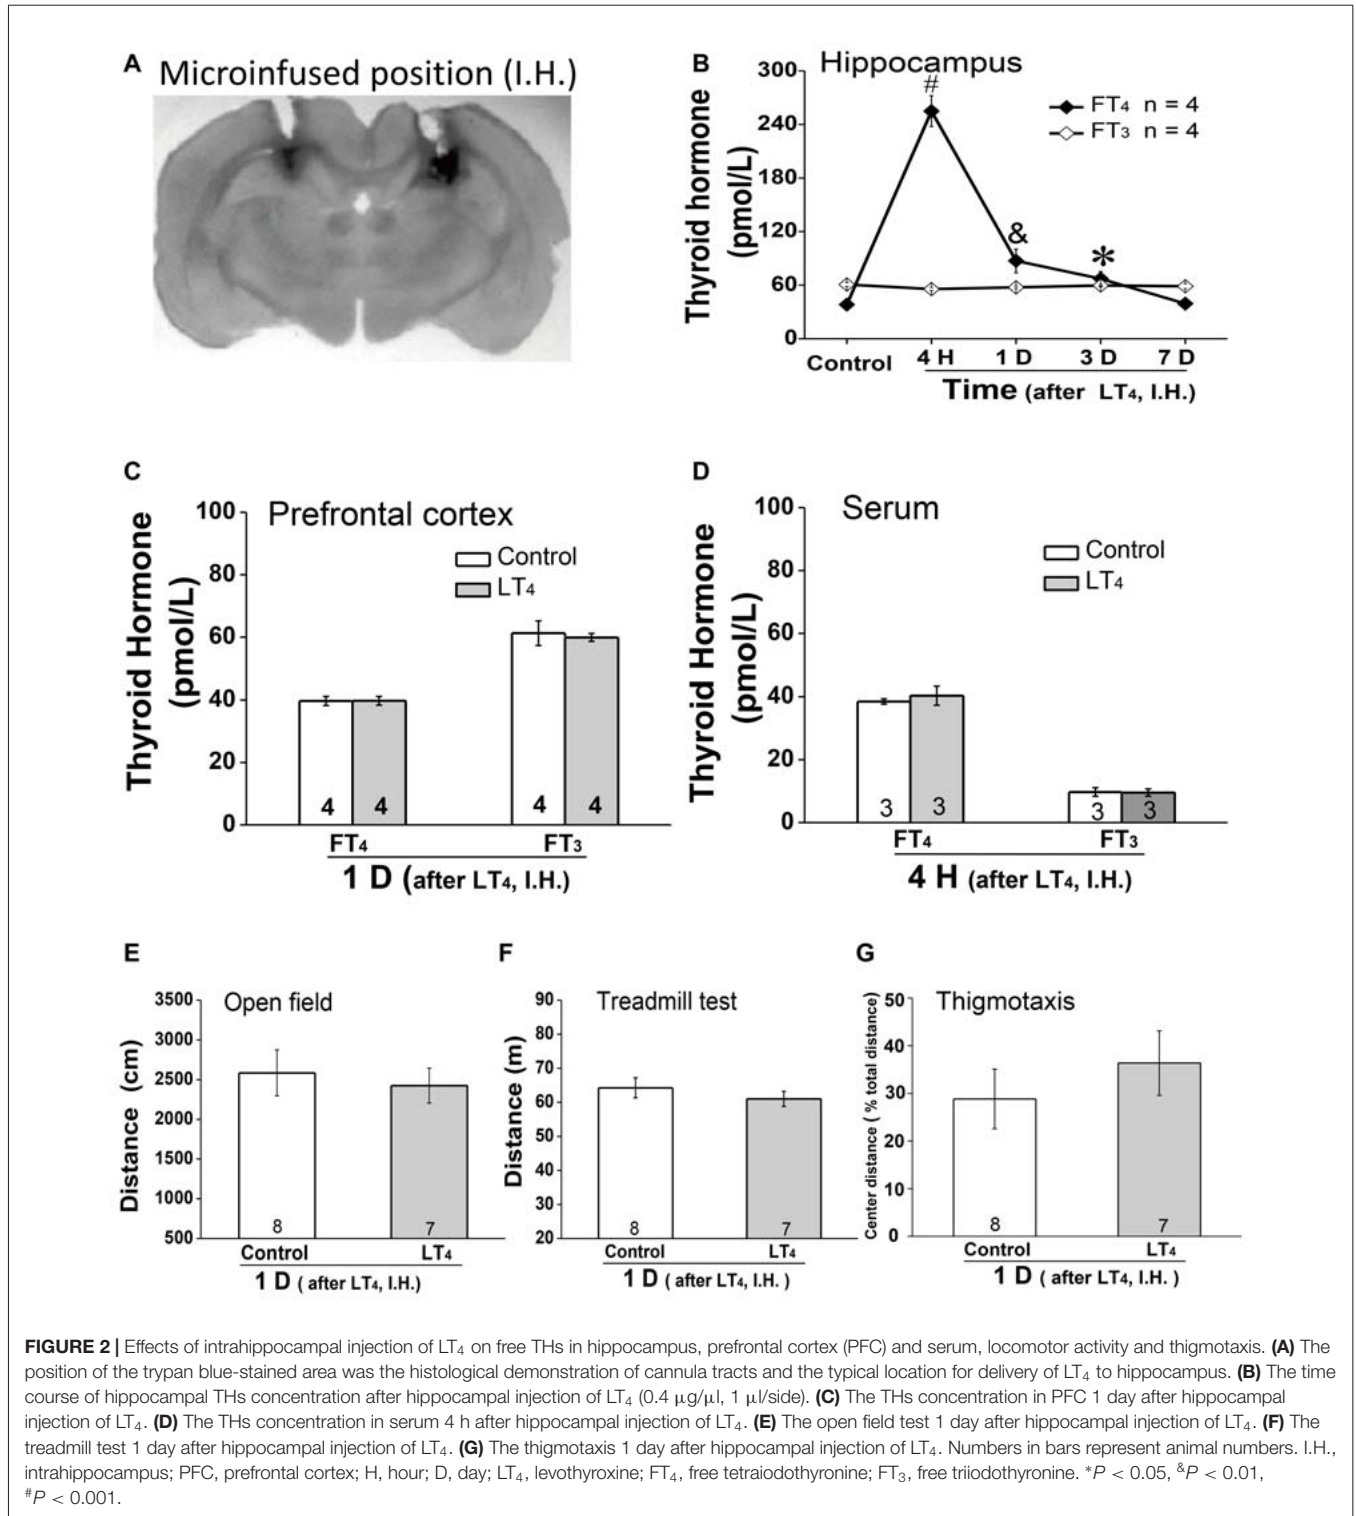 A
Microinfused position (I.H.)
B
Hippocampus
300
240
180
120
60
0
Thyroid hormone
(pmol/L)
#
&
*
FT4 n = 4
FT3 n = 4
Control
4 H
1 D
3 D
7 D
Time (after LT4, I.H.)
C
Prefrontal cortex
Thyroid Hormone
(pmol/L)
100
80
60
40
20
0
Control
LT4
4
4
4
4
FT4
FT3
1 D (after LT4, I.H.)
D
Serum
Thyroid Hormone
(pmol/L)
100
80
60
40
20
0
Control
LT4
3
3
3
3
FT4
FT3
4 H (after LT4, I.H.)
E
Open field
Distance (cm)
3500
3000
2500
2000
1500
1000
500
8
7
Control
LT4
1 D ( after LT4, I.H.)
F
Treadmill test
Distance (m)
90
80
70
60
50
40
30
20
8
7
Control
LT4
1 D ( after LT4, I.H.)
G
Thigmotaxis
Center distance ( % total distance)
50
40
30
20
10
0
8
7
Control
LT4
1 D ( after LT4, I.H. )
FIGURE 2 | Effects of intrahippocampal injection of LT4 on free THs in hippocampus, prefrontal cortex (PFC) and serum, locomotor activity and thigmotaxis. (A) The
position of the trypan blue-stained area was the histological demonstration of cannula tracts and the typical location for delivery of LT4 to hippocampus. (B) The time
course of hippocampal THs concentration after hippocampal injection of LT4 (0.4 μg/μl, 1 μl/side). (C) The THs concentration in PFC 1 day after hippocampal
injection of LT4. (D) The THs concentration in serum 4 h after hippocampal injection of LT4. (E) The open field test 1 day after hippocampal injection of LT4. (F) The
treadmill test 1 day after hippocampal injection of LT4. (G) The thigmotaxis 1 day after hippocampal injection of LT4. Numbers in bars represent animal numbers. I.H.,
intrahippocampus; PFC, prefrontal cortex; H, hour; D, day; LT4, levothyroxine; FT4, free tetraiodothyronine; FT3, free triiodothyronine. *P < 0.05, &P < 0.01,
#P < 0.001.